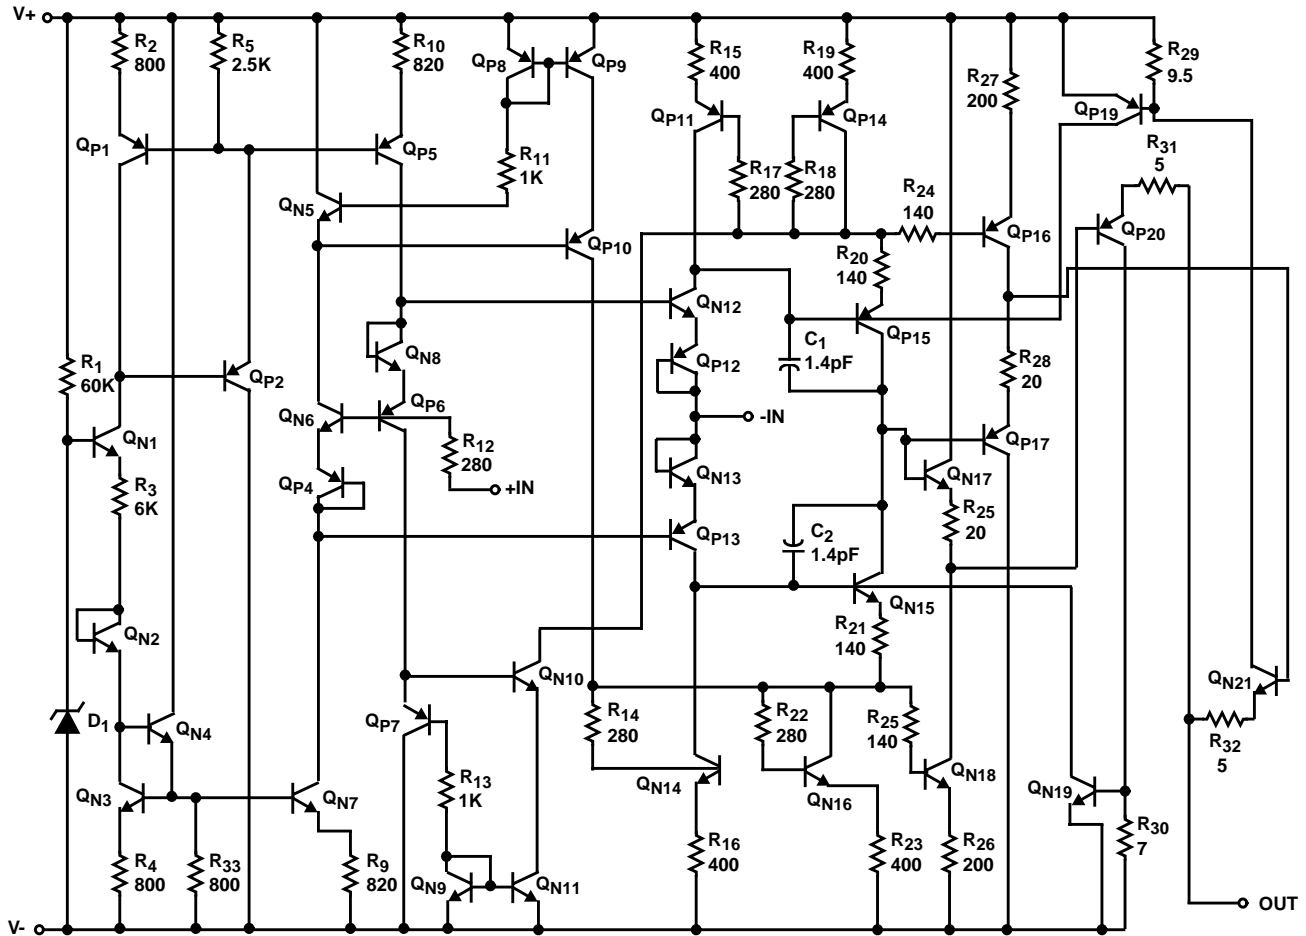 V+
R2
800
R5
2.5K
R10
820
QP8
QP9
R15
400
R19
400
R27
200
R29
9.5
QP1
QP5
R11
1K
QP11
QP14
QP19
R17
280
R18
280
R31
5
QN5
QP10
R24
140
QP16
QP20
R20
140
QN12
QP15
R1
60K
QP2
QN8
QP12
C1
1.4pF
R28
20
QN6
QP6
-IN
QN1
R12
280
QP17
R3
6K
QP4
+IN
QN13
QN17
R25
20
QP13
C2
1.4pF
QN15
QN2
R21
140
QN10
QN21
D1
QN4
QP7
R14
280
R22
280
R25
140
R32
5
QN3
QN7
R13
1K
QN14
QN16
QN18
QN19
R4
800
R33
800
R9
820
QN9
QN11
R16
400
R23
400
R26
200
R30
7
OUT
V-